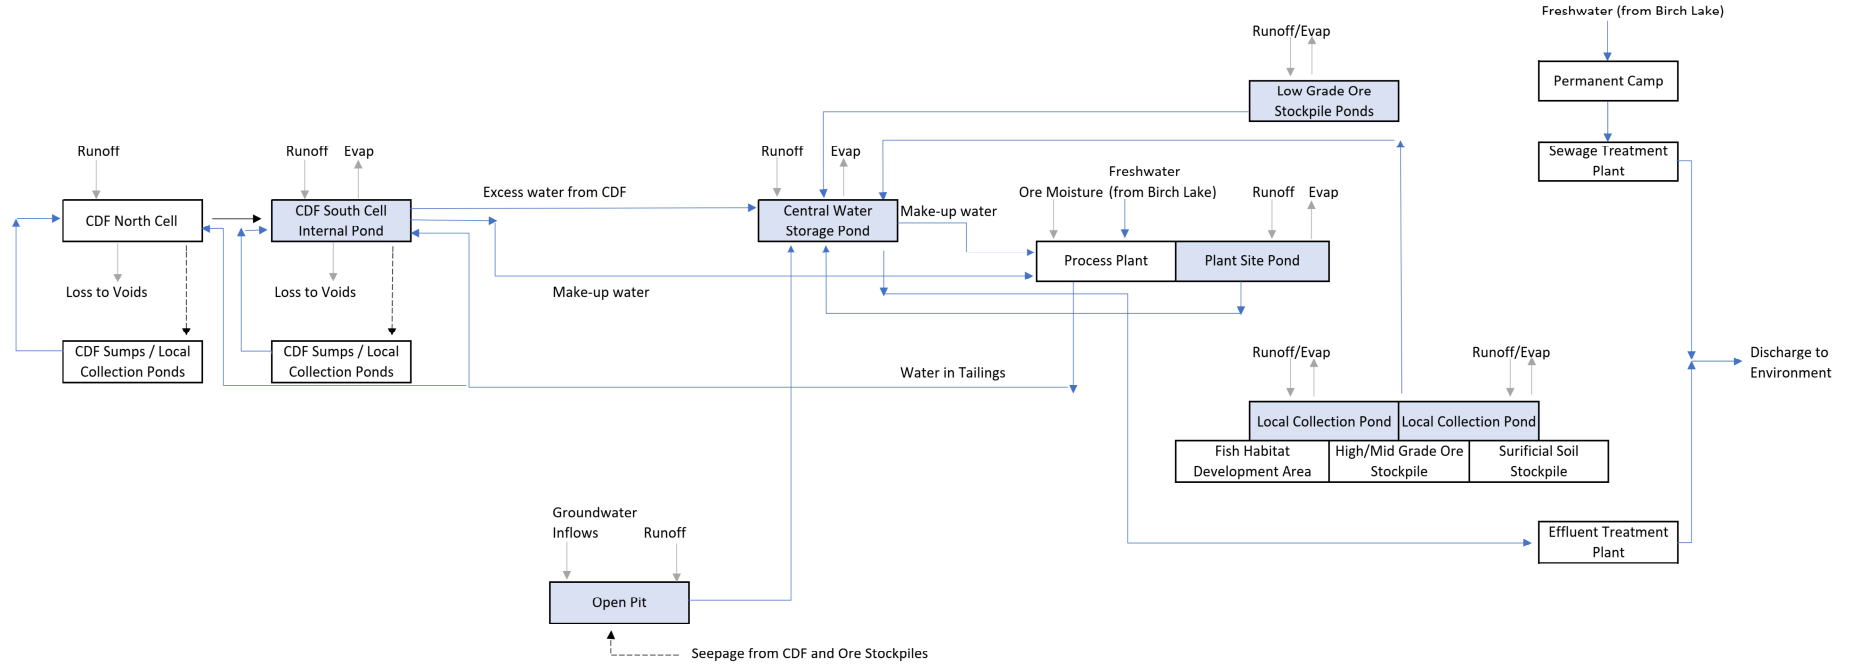 Freshwater (from Birch Lake)
Runoff/Evap
Permanent Camp
Low Grade Ore
Stockpile Ponds
Sewage Treatment
Plant
Runoff
Runoff
Evap
Runoff
Evap
Freshwater
Ore Moisture (from Birch Lake)
Runoff
Evap
Excess water from CDF
CDF North Cell
CDF South Cell
Internal Pond
Central Water
Storage Pond
Make-up water
Process Plant
Plant Site Pond
Loss to Voids
Loss to Voids
Make-up water
CDF Sumps / Local
Collection Ponds
CDF Sumps / Local
Collection Ponds
Water in Tailings
Runoff/Evap
Runoff/Evap
Discharge to
Environment
Local Collection Pond
Local Collection Pond
Fish Habitat
Development Area
High/Mid Grade Ore
Stockpile
Surificial Soil
Stockpile
Groundwater
Inflows
Runoff
Effluent Treatment
Plant
Open Pit
Seepage from CDF and Ore Stockpiles